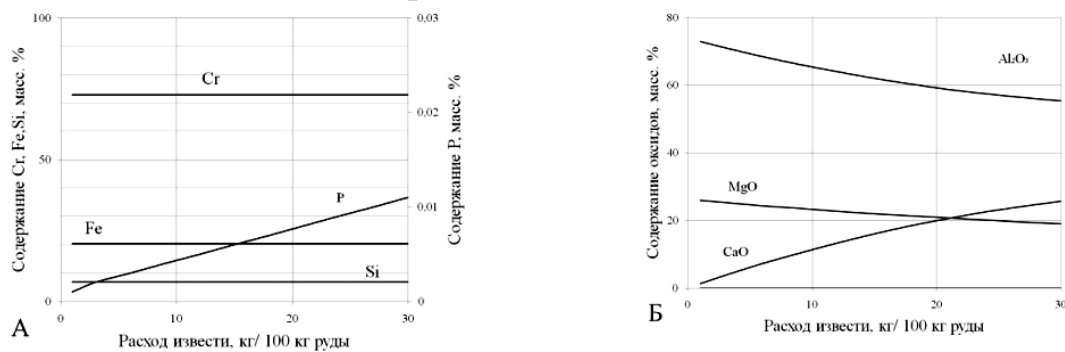 100
50
0
0
10
20
30
0,03
0,02
0,01
0
Cr
P
Fe
Si
Содержание Cr, Fe,Si, масс. %
Содержание P, масс. %
Расход извести, кг/ 100 кг руды
А
80
60
40
20
0
0
10
20
30
Al₂O₃
MgO
CaO
Содержание оксидов, масс. %
Расход извести, кг/ 100 кг руды
Б